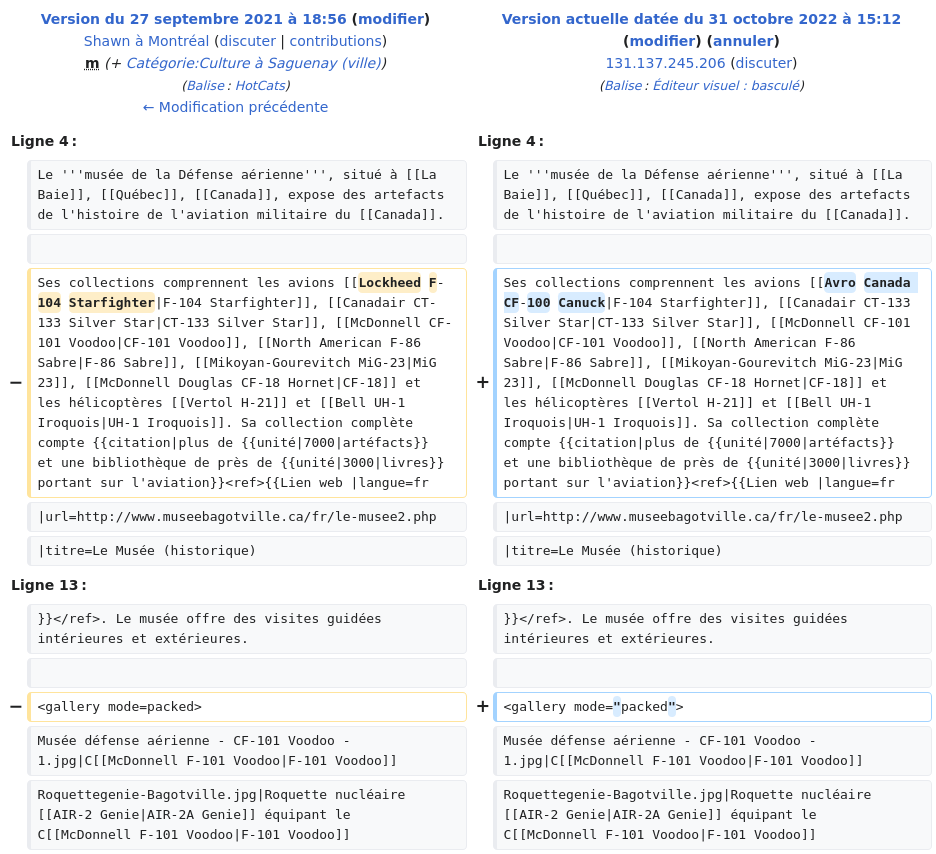 Version du 27 septembre 2021 à 18:56 (modifier)
Shawn à Montréal (discuter | contributions)
m (+ Catégorie:Culture à Saguenay (ville))
(Balise : HotCats)
← Modification précédente
Version actuelle datée du 31 octobre 2022 à 15:12
(modifier) (annuler)
131.137.245.206 (discuter)
(Balise : Éditeur visuel : basculé)
Ligne 4 :
Ligne 4 :
Le '''musée de la Défense aérienne''', situé à [[La
Baie]], [[Québec]], [[Canada]], expose des artefacts
de l'histoire de l'aviation militaire du [[Canada]].
Le '''musée de la Défense aérienne''', situé à [[La
Baie]], [[Québec]], [[Canada]], expose des artefacts
de l'histoire de l'aviation militaire du [[Canada]].
−
Ses collections comprennent les avions [[Lockheed F-
104 Starfighter|F-104 Starfighter]], [[Canadair CT-
133 Silver Star|CT-133 Silver Star]], [[McDonnell CF-
101 Voodoo|CF-101 Voodoo]], [[North American F-86
Sabre|F-86 Sabre]], [[Mikoyan-Gourevitch MiG-23|MiG
23]], [[McDonnell Douglas CF-18 Hornet|CF-18]] et
les hélicoptères [[Vertol H-21]] et [[Bell UH-1
Iroquois|UH-1 Iroquois]]. Sa collection complète
compte {{citation|plus de {{unité|7000|artéfacts}}
et une bibliothèque de près de {{unité|3000|livres}}
portant sur l'aviation}}<ref>{{Lien web |langue=fr
+
Ses collections comprennent les avions [[Avro Canada
CF-100 Canuck|F-104 Starfighter]], [[Canadair CT-133
Silver Star|CT-133 Silver Star]], [[McDonnell CF-101
Voodoo|CF-101 Voodoo]], [[North American F-86
Sabre|F-86 Sabre]], [[Mikoyan-Gourevitch MiG-23|MiG
23]], [[McDonnell Douglas CF-18 Hornet|CF-18]] et
les hélicoptères [[Vertol H-21]] et [[Bell UH-1
Iroquois|UH-1 Iroquois]]. Sa collection complète
compte {{citation|plus de {{unité|7000|artéfacts}}
et une bibliothèque de près de {{unité|3000|livres}}
portant sur l'aviation}}<ref>{{Lien web |langue=fr
|url=http://www.museebagotville.ca/fr/le-musee2.php
|url=http://www.museebagotville.ca/fr/le-musee2.php
|titre=Le Musée (historique)
|titre=Le Musée (historique)
Ligne 13 :
Ligne 13 :
}}</ref>. Le musée offre des visites guidées
intérieures et extérieures.
}}</ref>. Le musée offre des visites guidées
intérieures et extérieures.
−
<gallery mode=packed>
+
<gallery mode="packed">
Musée défense aérienne - CF-101 Voodoo -
1.jpg|C[[McDonnell F-101 Voodoo|F-101 Voodoo]]
Musée défense aérienne - CF-101 Voodoo -
1.jpg|C[[McDonnell F-101 Voodoo|F-101 Voodoo]]
Roquettegenie-Bagotville.jpg|Roquette nucléaire
[[AIR-2 Genie|AIR-2A Genie]] équipant le
C[[McDonnell F-101 Voodoo|F-101 Voodoo]]
Roquettegenie-Bagotville.jpg|Roquette nucléaire
[[AIR-2 Genie|AIR-2A Genie]] équipant le
C[[McDonnell F-101 Voodoo|F-101 Voodoo]]